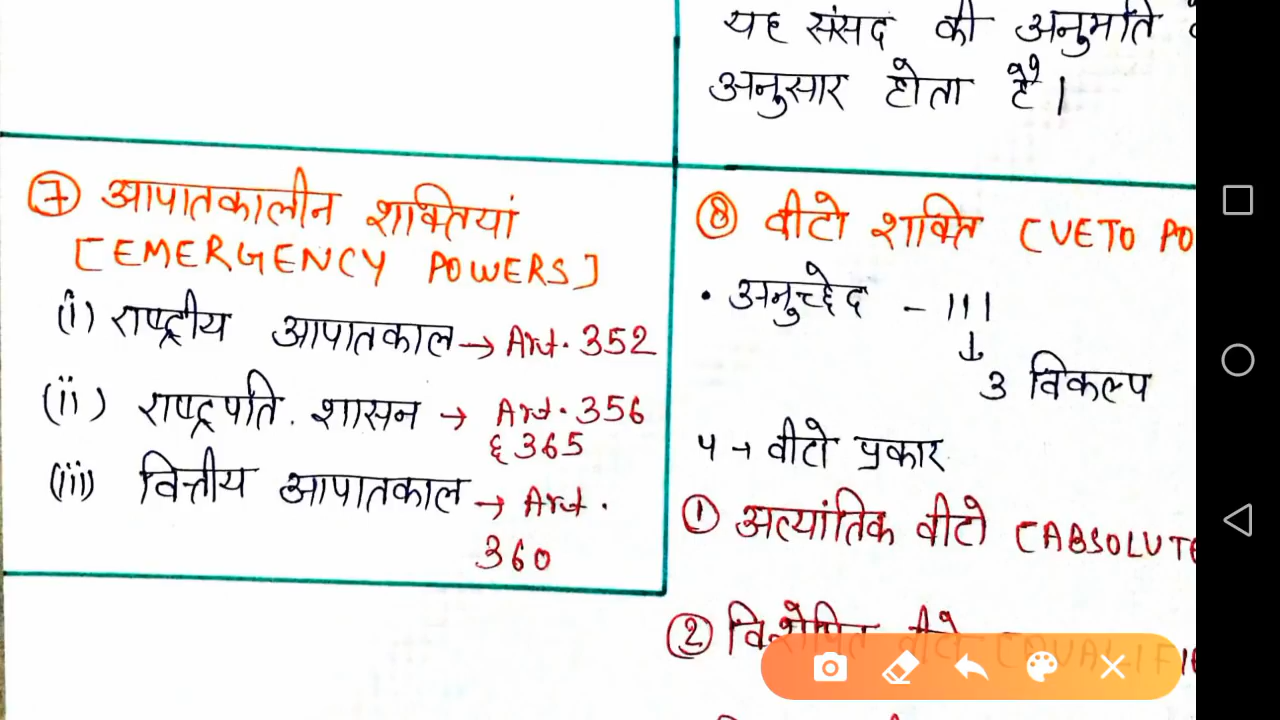 यह संसद की अनुमति
अनुसार होता है।
⑦ आपातकालीन शक्तियां
[EMERGENCY POWERS]
(i) राष्ट्रीय आपातकाल → Art. 352
(ii) राष्ट्रपति. शासन → Art. 356
& 365
(iii) वित्तीय आपातकाल → Art.
360
⑧ वीटो शक्ति (VETO PO
• अनुच्छेद - 111
↓
3 विकल्प
4 → वीटो प्रकार
① अत्यांतिक वीटो [ABSOLUTE
② वीटो